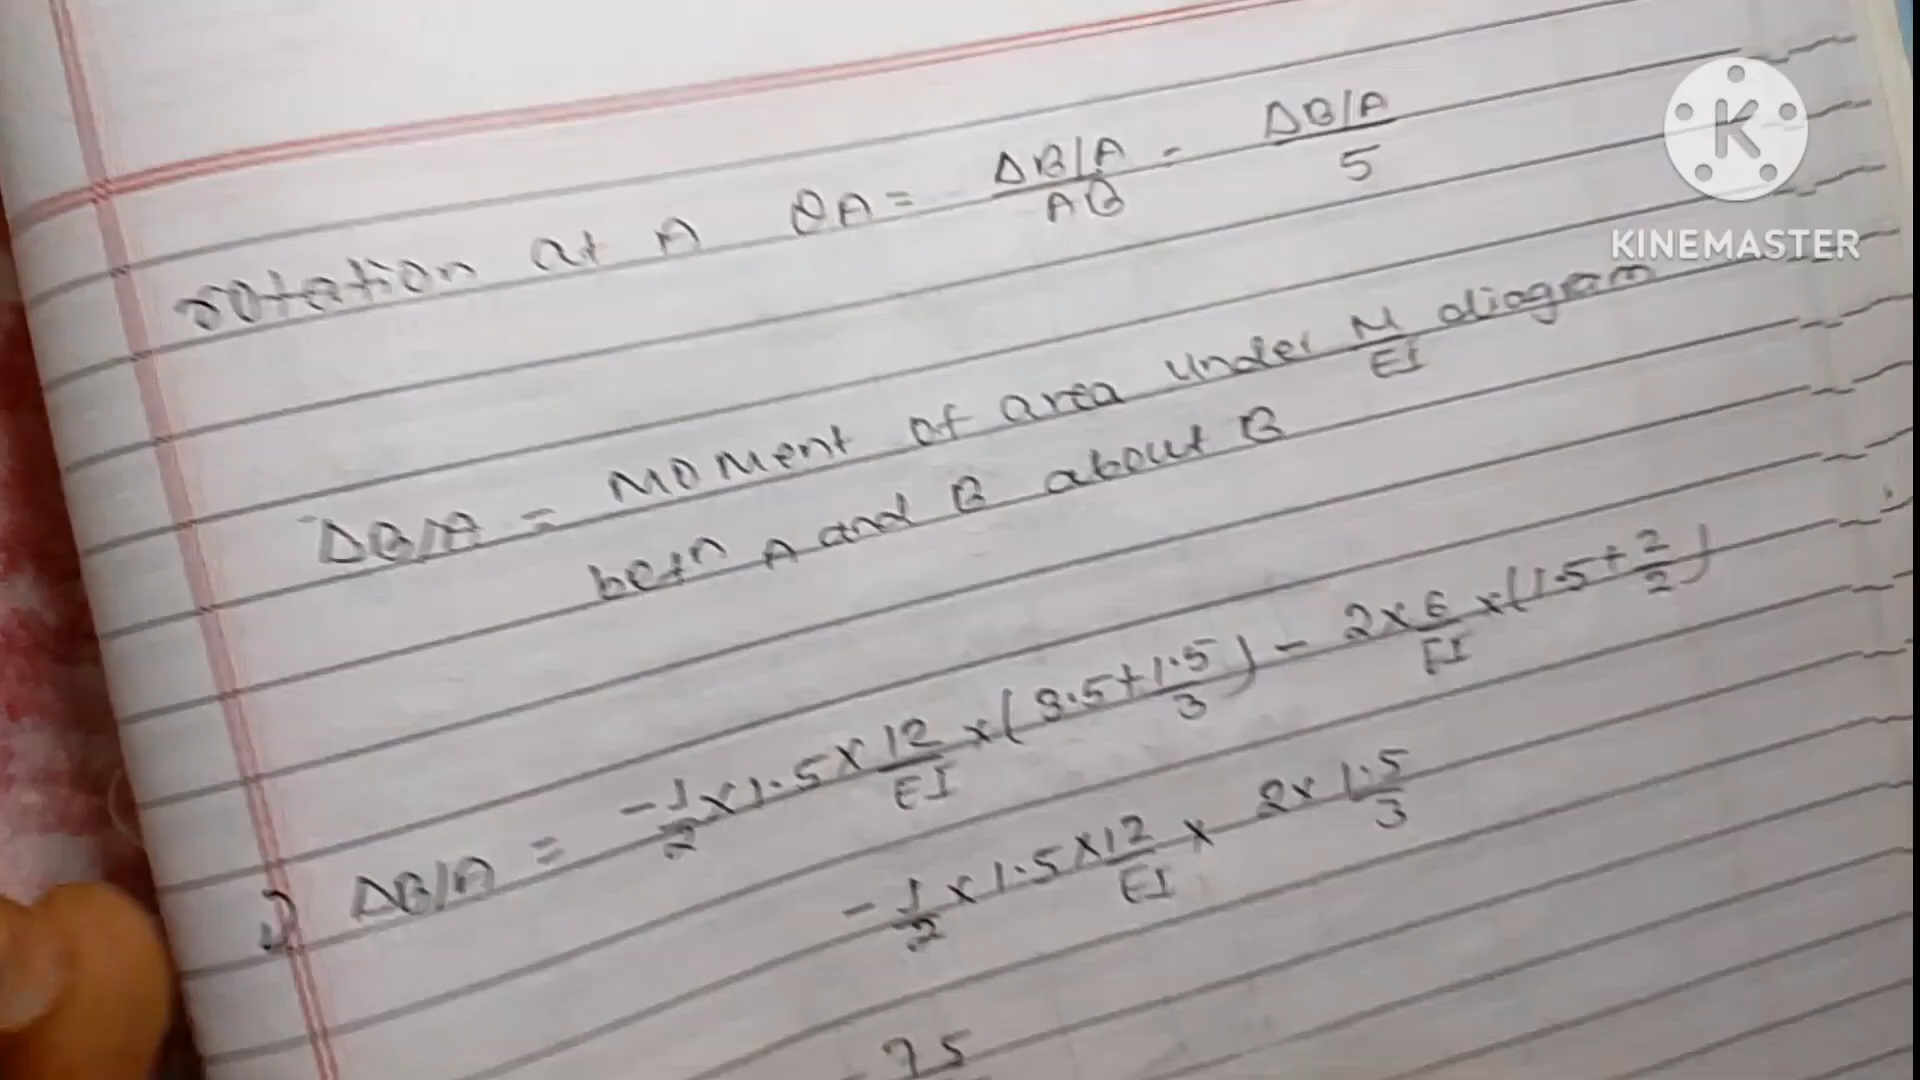 rotation at A θA = ΔB/A / AB = ΔB/A / 5
K
KINEMASTER
ΔB/A = Moment of area under M/EI diagram
betn A and B about B
ΔB/A = -1/2 × 1.5 × 12/EI × (3.5 + 1.5/3) - 2 × 6/EI × (1.5 + 2/2)
- 1/2 × 1.5 × 12/EI × 2 × 1.5/3
75